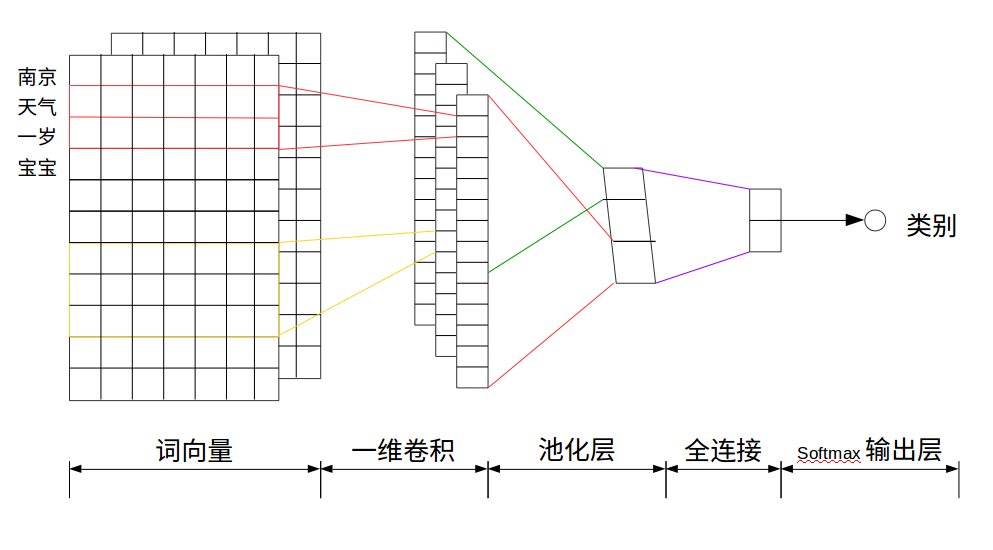 南京
天气
一岁
宝宝
类别
词向量
一维卷积
池化层
全连接
Softmax 输出层